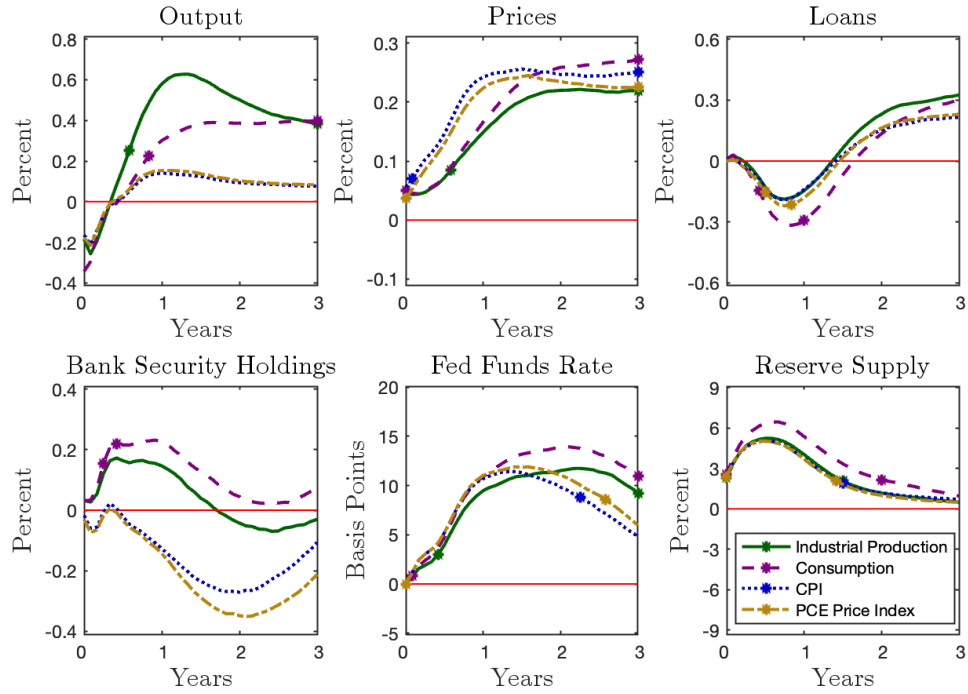 Output
Percent
0.8
0.6
0.4
0.2
0
-0.2
-0.4
0 1 2 3
Years
Prices
Percent
0.3
0.2
0.1
0
-0.1
0 1 2 3
Years
Loans
Percent
0.6
0.3
0
-0.3
-0.6
0 1 2 3
Years
Bank Security Holdings
Percent
0.4
0.2
0
-0.2
-0.4
0 1 2 3
Years
Fed Funds Rate
Basis Points
20
15
10
5
0
-5
0 1 2 3
Years
Reserve Supply
Percent
9
6
3
0
-3
-6
-9
0 1 2 3
Years
Industrial Production
Consumption
CPI
PCE Price Index